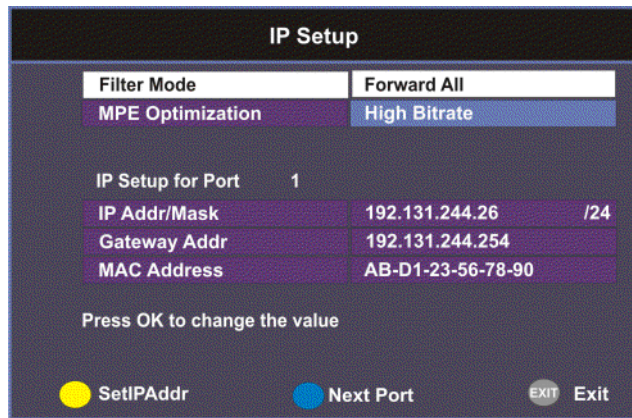 IP Setup
Filter Mode Forward All
MPE Optimization High Bitrate
IP Setup for Port 1
IP Addr/Mask 192.131.244.26 /24
Gateway Addr 192.131.244.254
MAC Address AB-D1-23-56-78-90
Press OK to change the value
SetIPAddr Next Port EXIT Exit